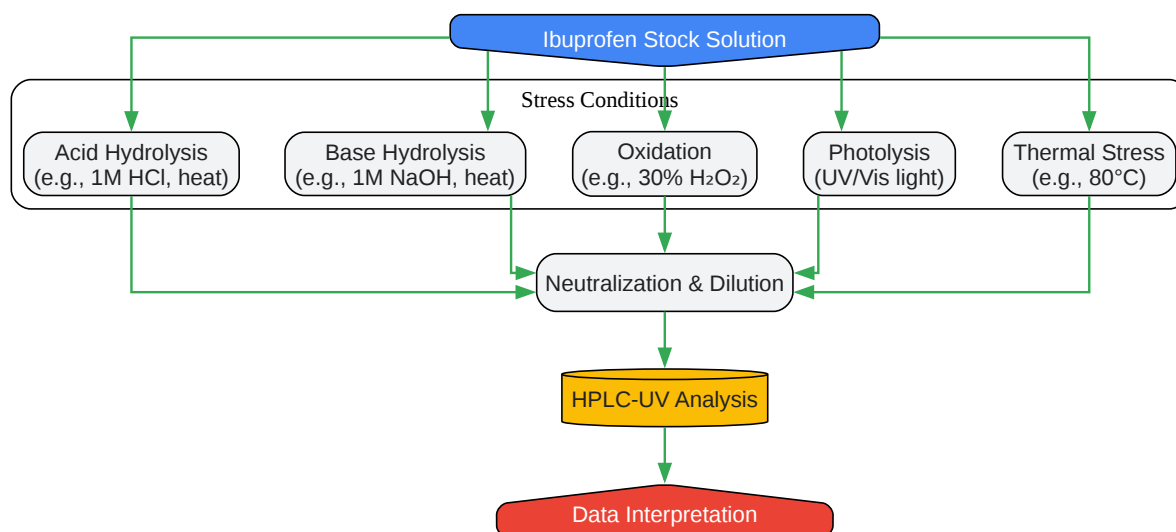 Ibuprofen Stock Solution
Stress Conditions
Acid Hydrolysis
(e.g., 1M HCl, heat)
Base Hydrolysis
(e.g., 1M NaOH, heat)
Oxidation
(e.g., 30% H₂O₂)
Photolysis
(UV/Vis light)
Thermal Stress
(e.g., 80°C)
Neutralization & Dilution
HPLC-UV Analysis
Data Interpretation